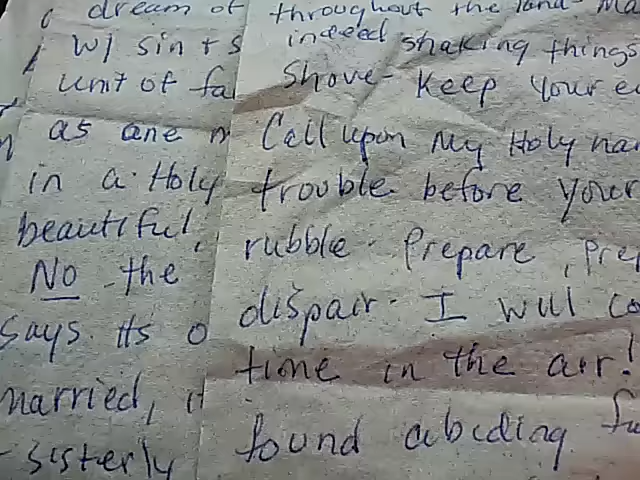 dream of
w/ sin + s
unit of fa
as one m
in a Holy
beautiful,
No the
says it's o
married, i
sisterly
throughout the land
indeed shaking things
Shove - Keep your e
Call upon My Holy na
trouble before your
rubble. Prepare, pre
dispair. I will co
time in the air!
found abiding fu